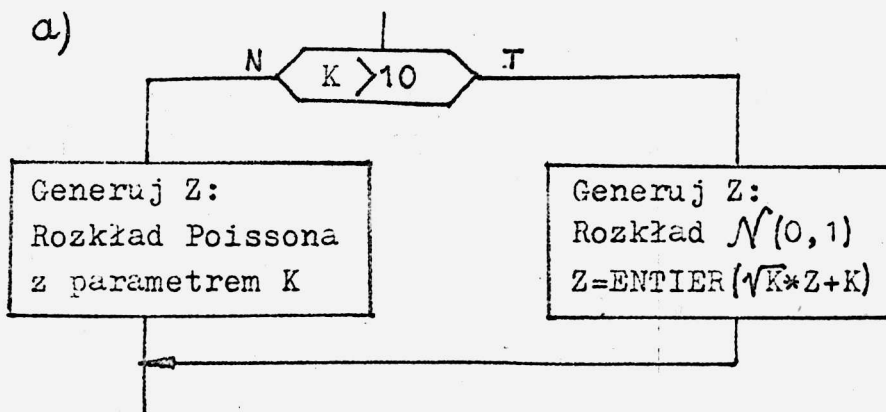 a)
N K >10 T
Generuj Z:
Rozkład Poissona
z parametrem K
Generuj Z:
Rozkład 𝒩(0,1)
Z=ENTIER(√K*Z+K)